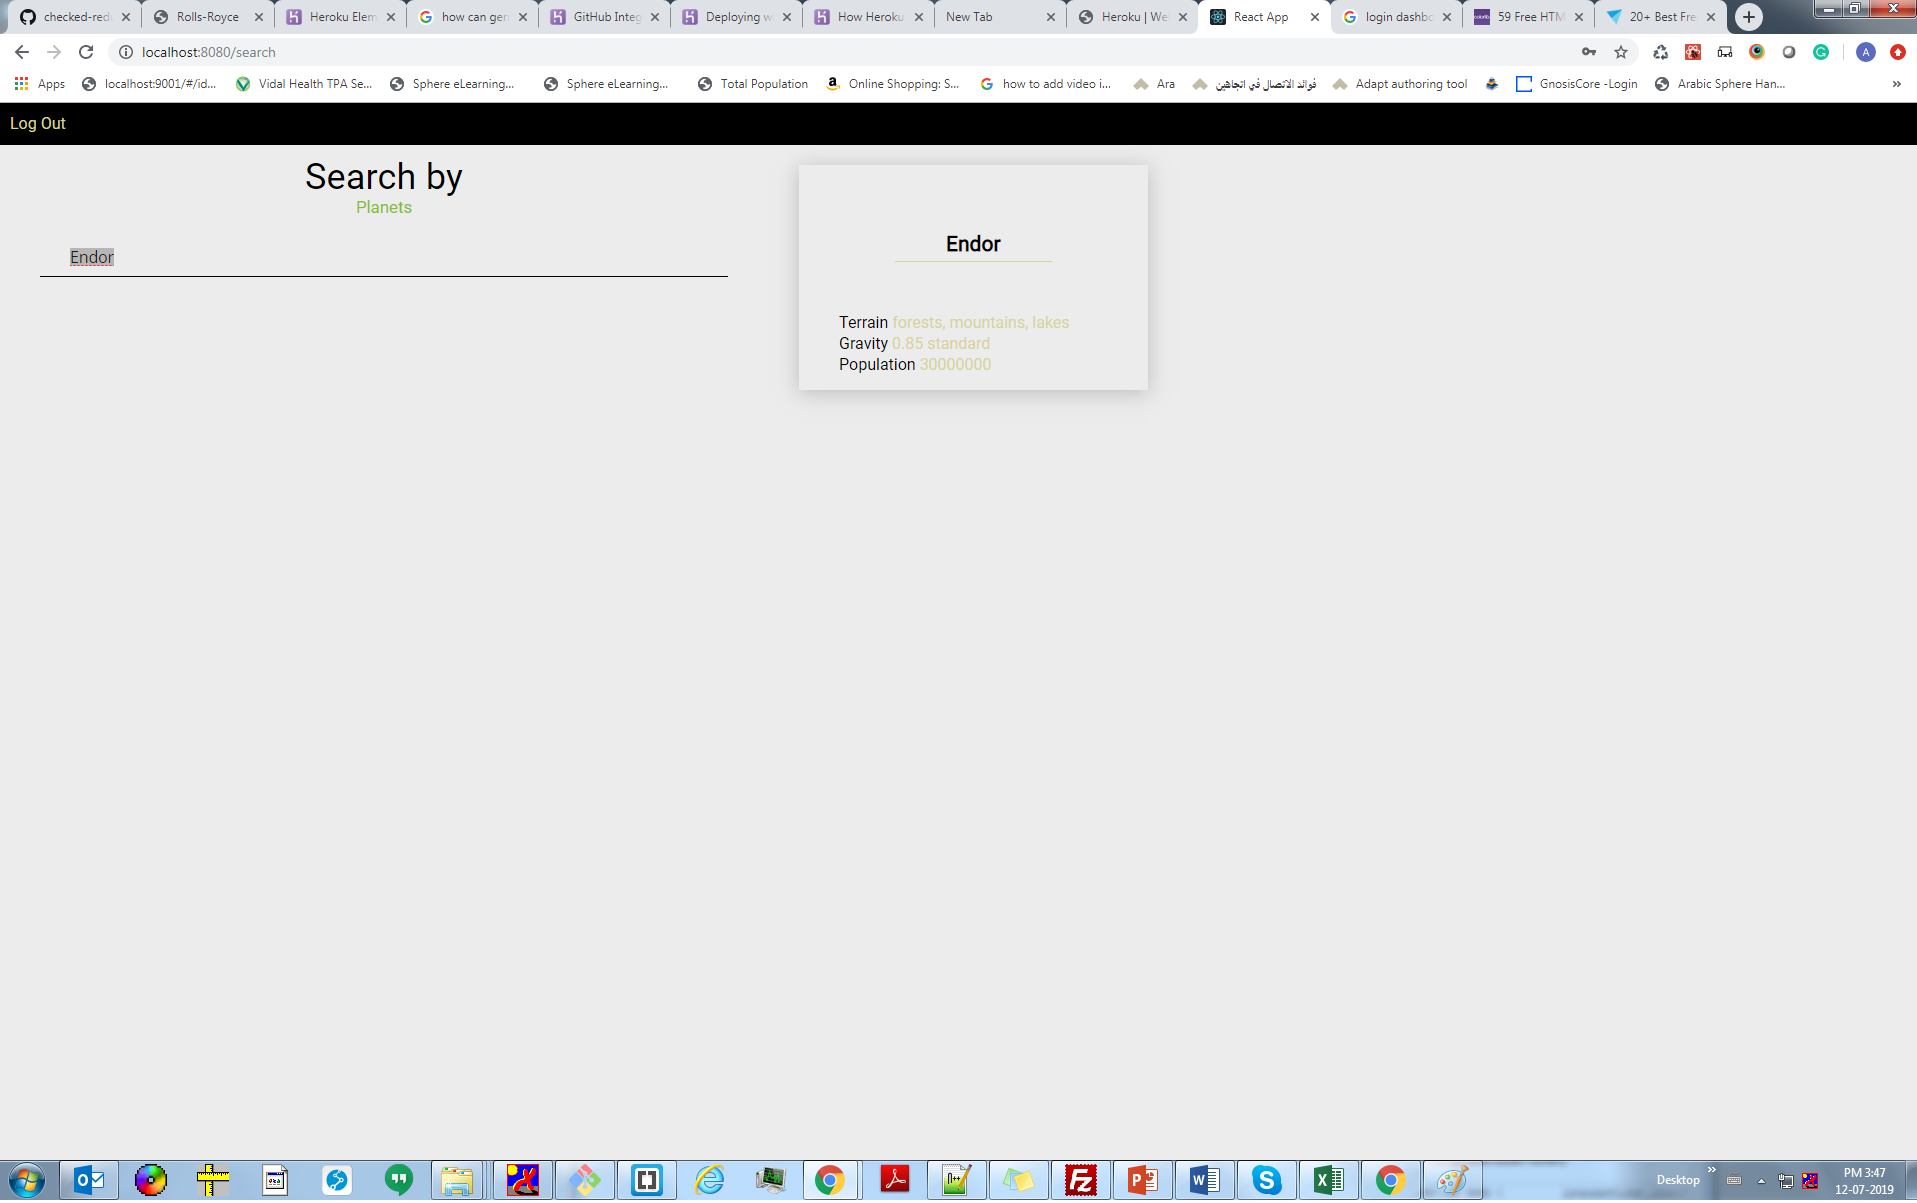 checked-red
Rolls-Royce
Heroku Elem
how can gen
GitHub Integ
Deploying w
How Heroku
New Tab
Heroku | We
React App
login dashbo
59 Free HTM
20+ Best Fre
localhost:8080/search
A
Apps
localhost:9001/#/id...
Vidal Health TPA Se...
Sphere eLearning...
Sphere eLearning...
Total Population
Online Shopping: S...
how to add video i...
Ara
فوائد الاتصال في اتجاهين
Adapt authoring tool
GnosisCore -Login
Arabic Sphere Han...
»
Log Out
Search by
Planets
Endor
Endor
Terrain forests, mountains, lakes
Gravity 0.85 standard
Population 30000000
Desktop
»
PM 3:47
12-07-2019